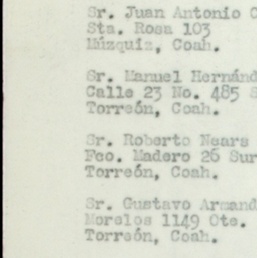 Sr. Juan Antonio
Sta. Rosa 103
Múzquiz, Coah.
Sr. Manuel Hernánd
Calle 23 No. 485 S
Torreón, Coah.
Sr. Roberto Nears
Fco. Madero 26 Sur
Torreón, Coah.
Sr. Gustavo Armand
Morelos 1149 Ote.
Torreón, Coah.